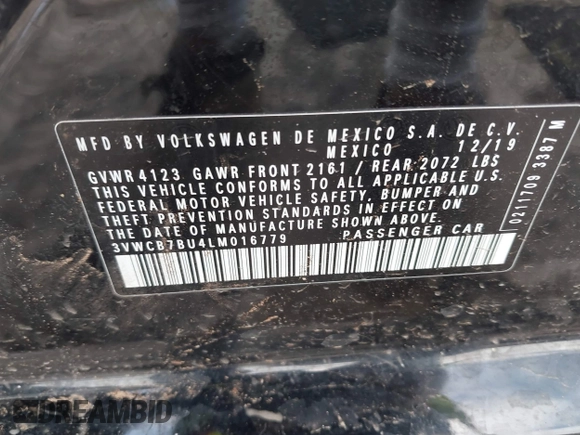 MFD BY VOLKSWAGEN DE MEXICO S.A. DE C.V.
MEXICO 12/19
GVWR 4123 GAWR FRONT 2161 / REAR 2072 LBS
THIS VEHICLE CONFORMS TO ALL APPLICABLE U.S.
FEDERAL MOTOR VEHICLE SAFETY, BUMPER AND
THEFT PREVENTION STANDARDS IN EFFECT ON
THE DATE OF MANUFACTURE SHOWN ABOVE.
3VWCB7BU4LM016779 PASSENGER CAR
0211709 3387 M
DREAMBID